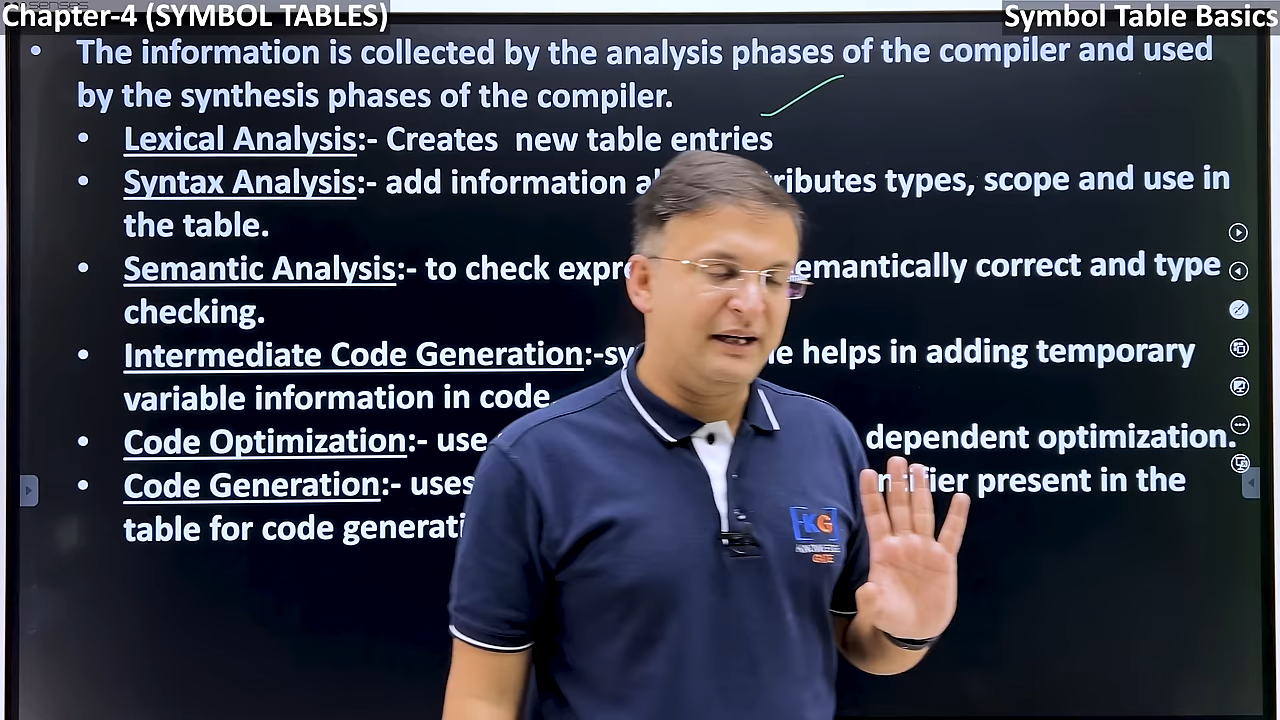 Chapter-4 (SYMBOL TABLES)
Symbol Table Basics
• The information is collected by the analysis phases of the compiler and used
by the synthesis phases of the compiler.
• Lexical Analysis:- Creates new table entries
• Syntax Analysis:- add information types, scope and use in
the table.
• Semantic Analysis:- to check correct and type
checking.
• Intermediate Code Generation:- helps in adding temporary
variable information in code
• Code Optimization:- use dependent optimization.
• Code Generation:- uses present in the
table for code
KG
KNOWLEDGE
GATE